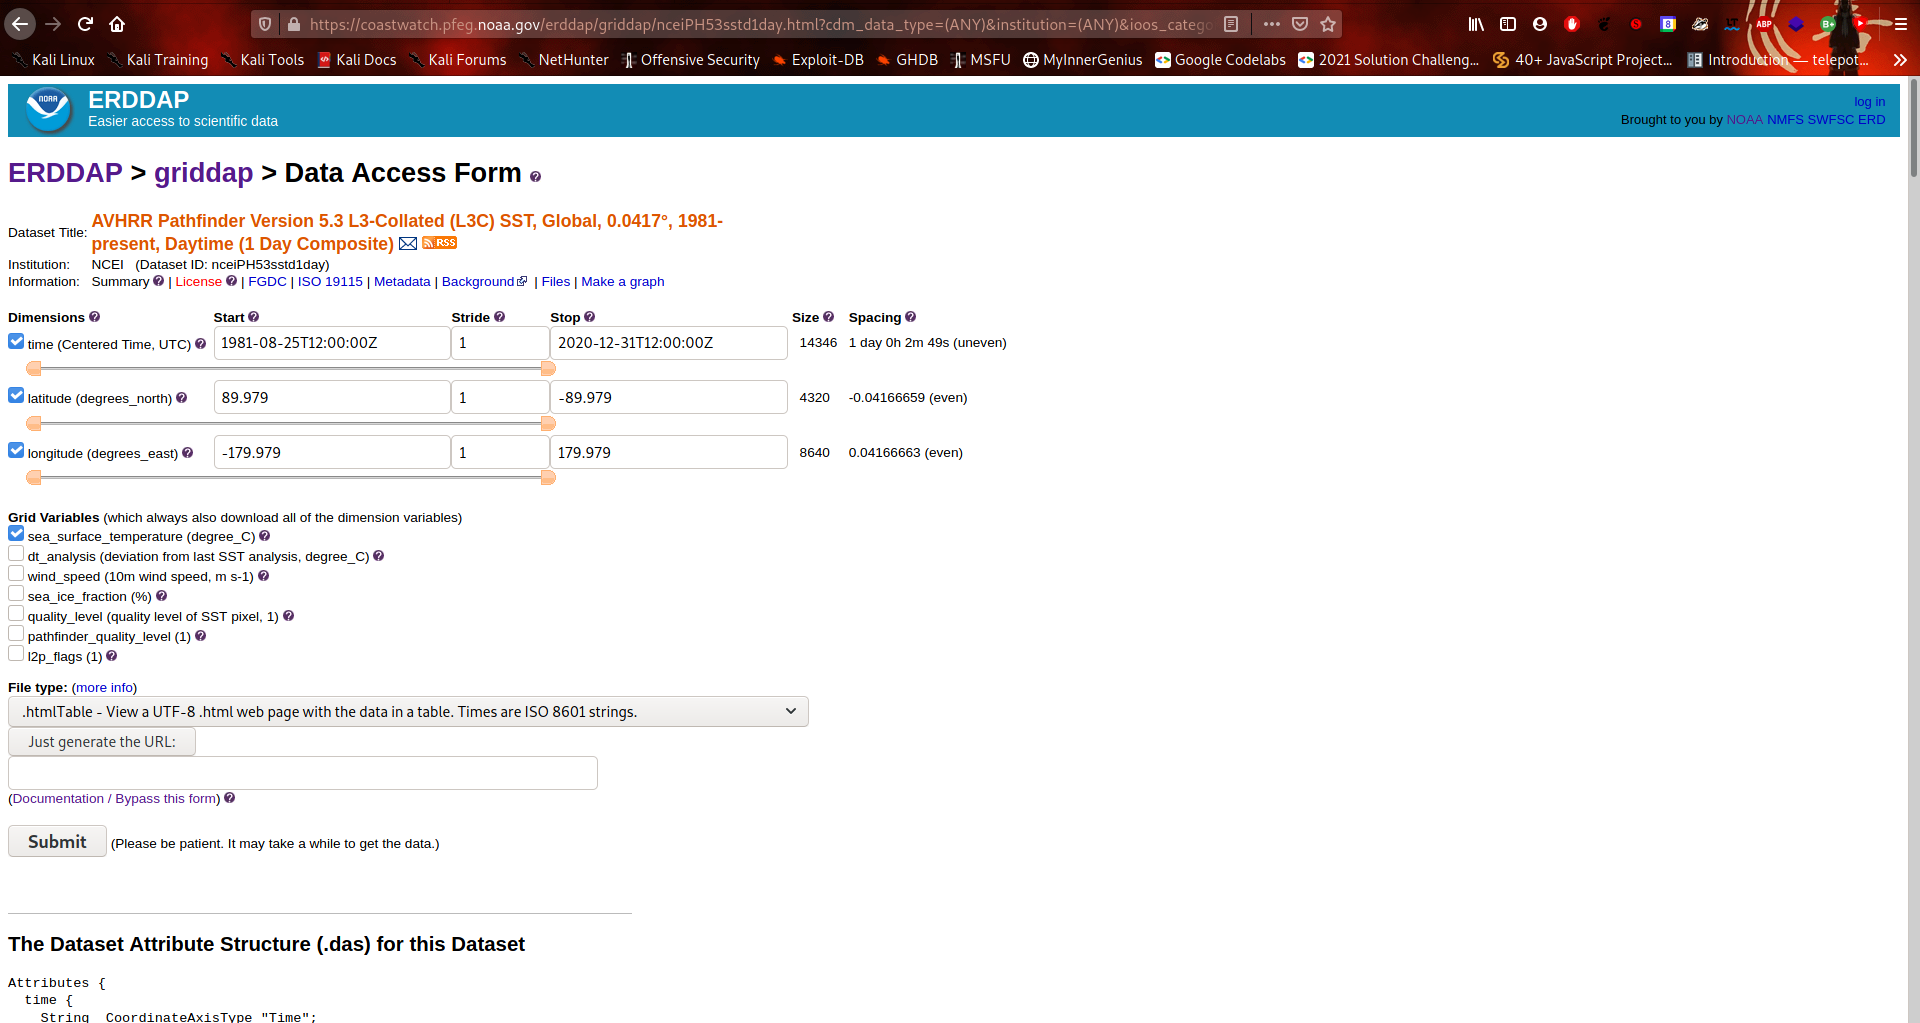 https://coastwatch.pfeg.noaa.gov/erddap/griddap/nceiPH53sstd1day.html?cdm_data_type=(ANY)&institution=(ANY)&ioos_catego
Kali Linux Kali Training Kali Tools Kali Docs Kali Forums NetHunter Offensive Security Exploit-DB GHDB MSFU MyInnerGenius Google Codelabs 2021 Solution Challeng... 40+ JavaScript Project... Introduction — telepot...
NOAA
ERDDAP
Easier access to scientific data
log in
Brought to you by NOAA NMFS SWFSC ERD
ERDDAP > griddap > Data Access Form ?
Dataset Title: AVHRR Pathfinder Version 5.3 L3-Collated (L3C) SST, Global, 0.0417°, 1981-
present, Daytime (1 Day Composite) RSS
Institution: NCEI (Dataset ID: nceiPH53sstd1day)
Information: Summary ? | License ? | FGDC | ISO 19115 | Metadata | Background | Files | Make a graph
Dimensions ? Start ? Stride ? Stop ? Size ? Spacing ?
time (Centered Time, UTC) ? 1981-08-25T12:00:00Z 1 2020-12-31T12:00:00Z 14346 1 day 0h 2m 49s (uneven)
latitude (degrees_north) ? 89.979 1 -89.979 4320 -0.04166659 (even)
longitude (degrees_east) ? -179.979 1 179.979 8640 0.04166663 (even)
Grid Variables (which always also download all of the dimension variables)
sea_surface_temperature (degree_C) ?
dt_analysis (deviation from last SST analysis, degree_C) ?
wind_speed (10m wind speed, m s-1) ?
sea_ice_fraction (%) ?
quality_level (quality level of SST pixel, 1) ?
pathfinder_quality_level (1) ?
l2p_flags (1) ?
File type: (more info)
.htmlTable - View a UTF-8 .html web page with the data in a table. Times are ISO 8601 strings.
Just generate the URL:
(Documentation / Bypass this form) ?
Submit (Please be patient. It may take a while to get the data.)
The Dataset Attribute Structure (.das) for this Dataset
Attributes {
time {
String _CoordinateAxisType "Time";